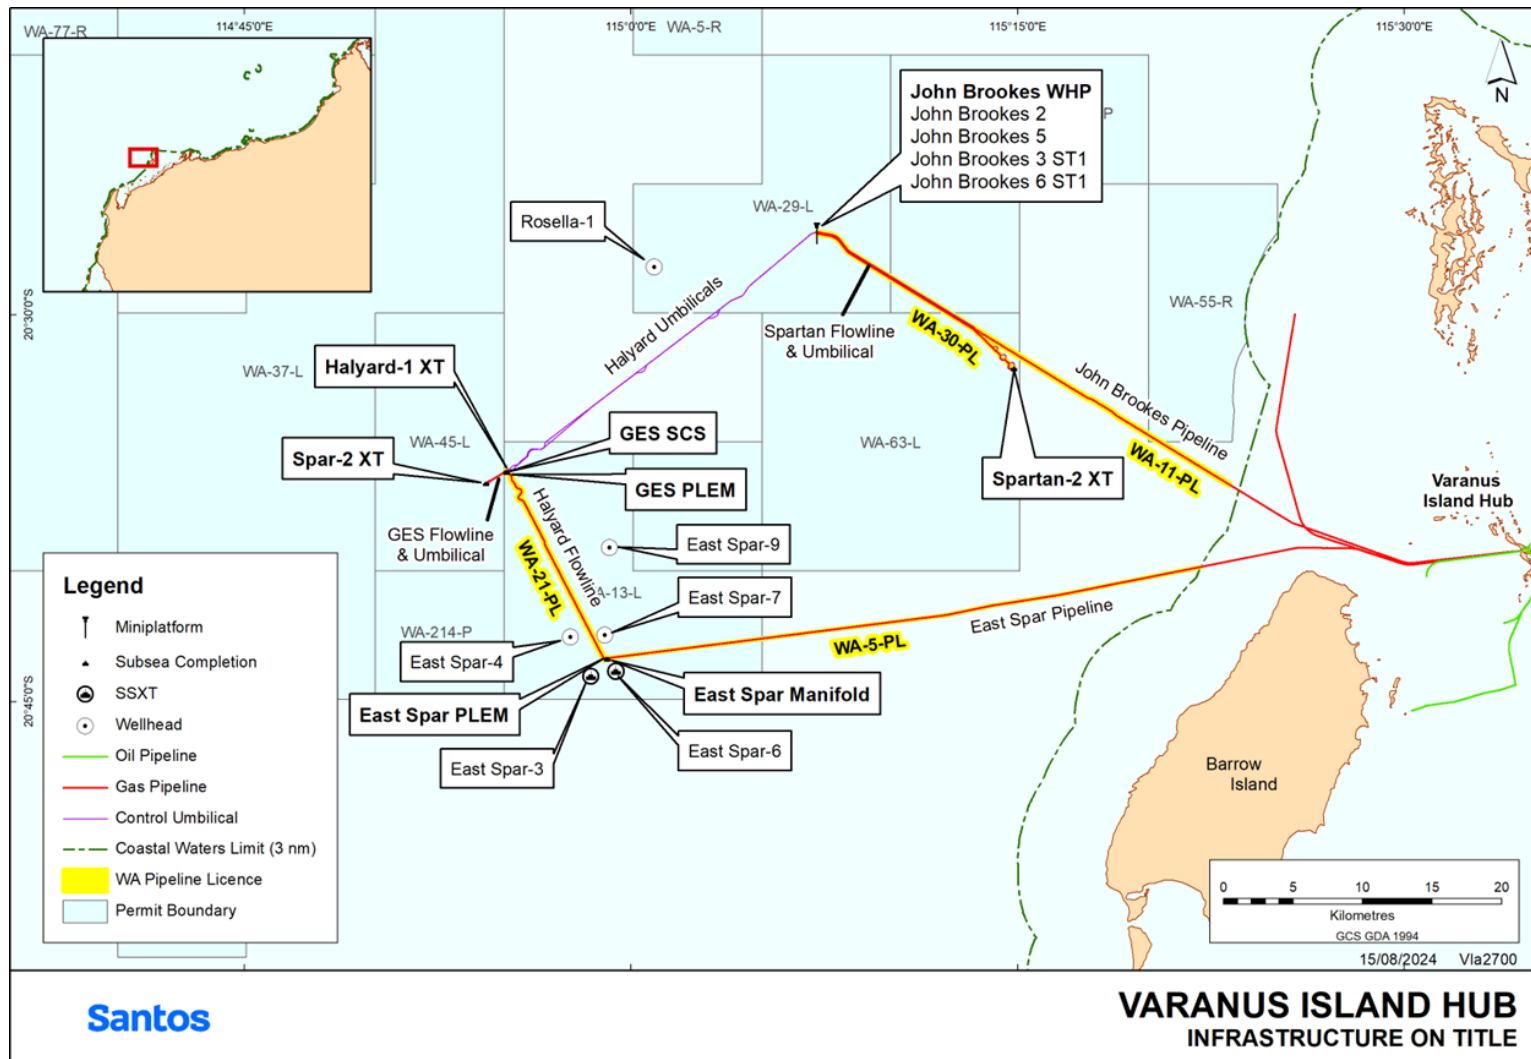 114°45'0"E
115°0'0"E
115°15'0"E
115°30'0"E
WA-77-R
WA-5-R
N
John Brookes WHP
John Brookes 2
John Brookes 5
John Brookes 3 ST1
John Brookes 6 ST1
P
WA-29-L
Rosella-1
20°30'0"S
WA-55-R
Halyard Umbilicals
Spartan Flowline
& Umbilical
WA-30-PL
WA-37-L
Halyard-1 XT
John Brookes Pipeline
WA-45-L
GES SCS
WA-63-L
Spar-2 XT
WA-11-PL
Spartan-2 XT
GES PLEM
Varanus
Island Hub
GES Flowline
& Umbilical
Halyard Flowline
WA-21-PL
East Spar-9
A-13-L
East Spar-7
WA-214-P
East Spar Pipeline
WA-5-PL
East Spar-4
20°45'0"S
East Spar PLEM
East Spar Manifold
East Spar-3
East Spar-6
Barrow
Island
Legend
Miniplatform
Subsea Completion
SSXT
Wellhead
Oil Pipeline
Gas Pipeline
Control Umbilical
Coastal Waters Limit (3 nm)
WA Pipeline Licence
Permit Boundary
0 5 10 15 20
Kilometres
GCS GDA 1994
15/08/2024 VIa2700
Santos
VARANUS ISLAND HUB
INFRASTRUCTURE ON TITLE